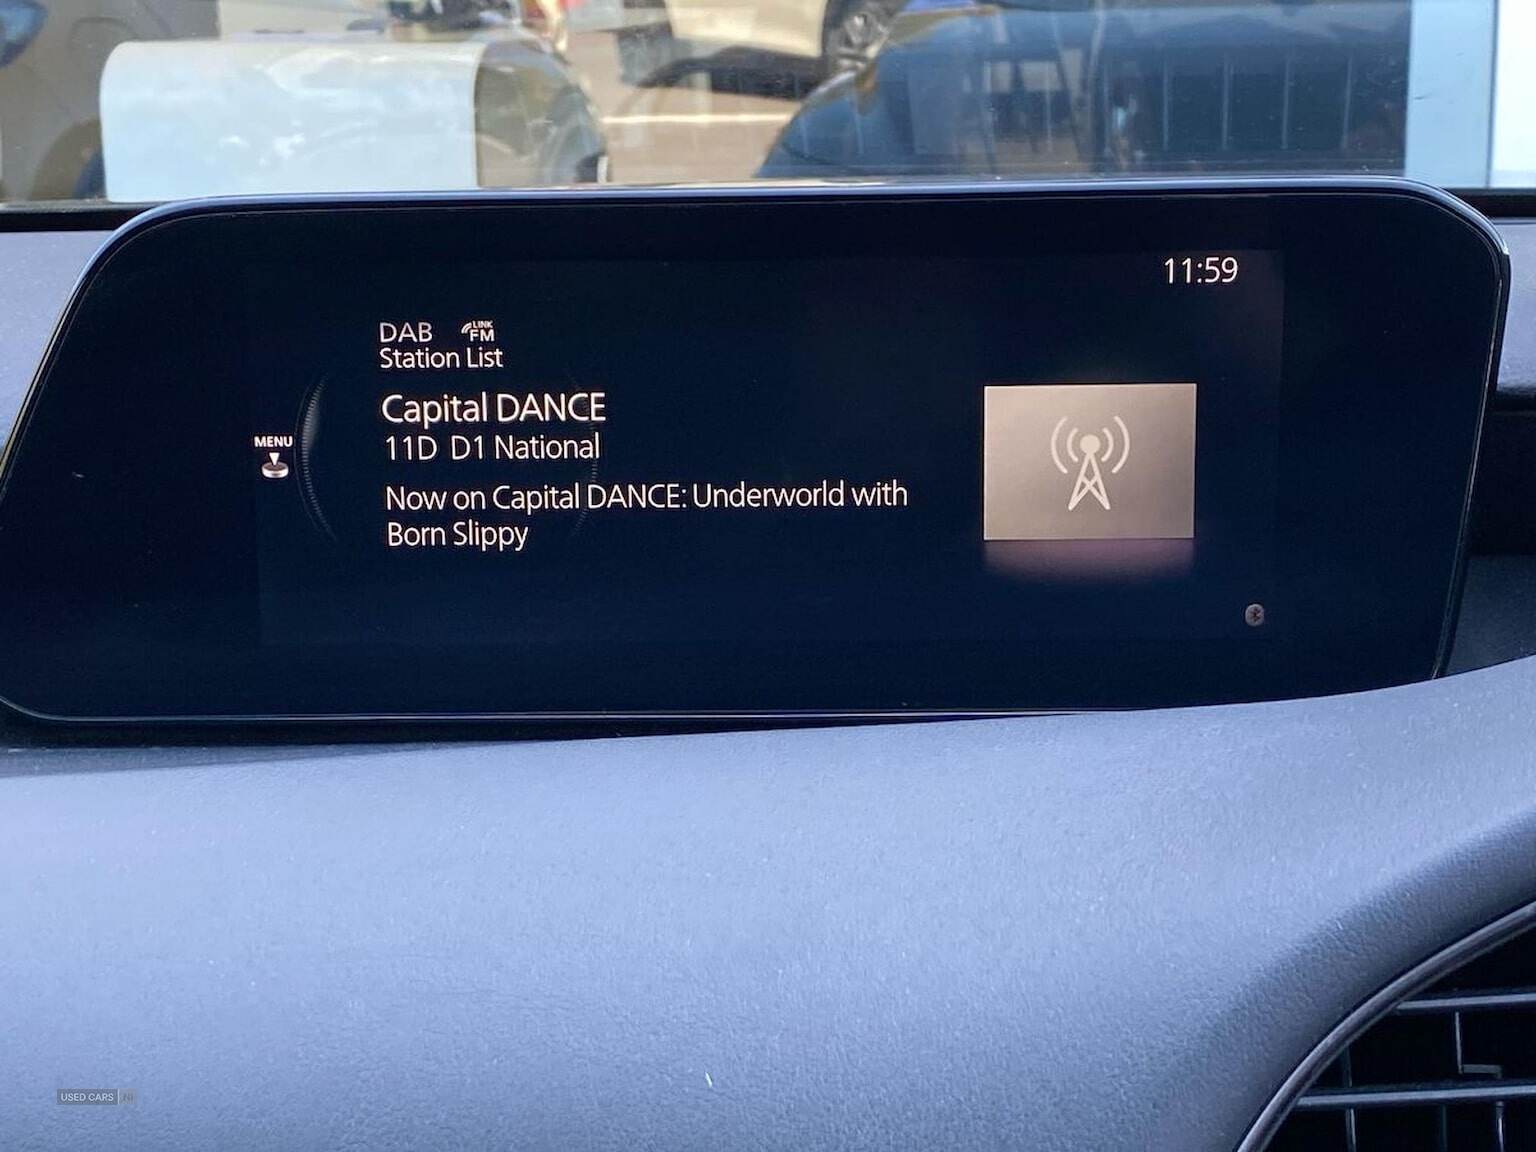 11:59
DAB LINK FM
Station List
Capital DANCE
MENU
11D D1 National
Now on Capital DANCE: Underworld with
Born Slippy
USED CARS NI